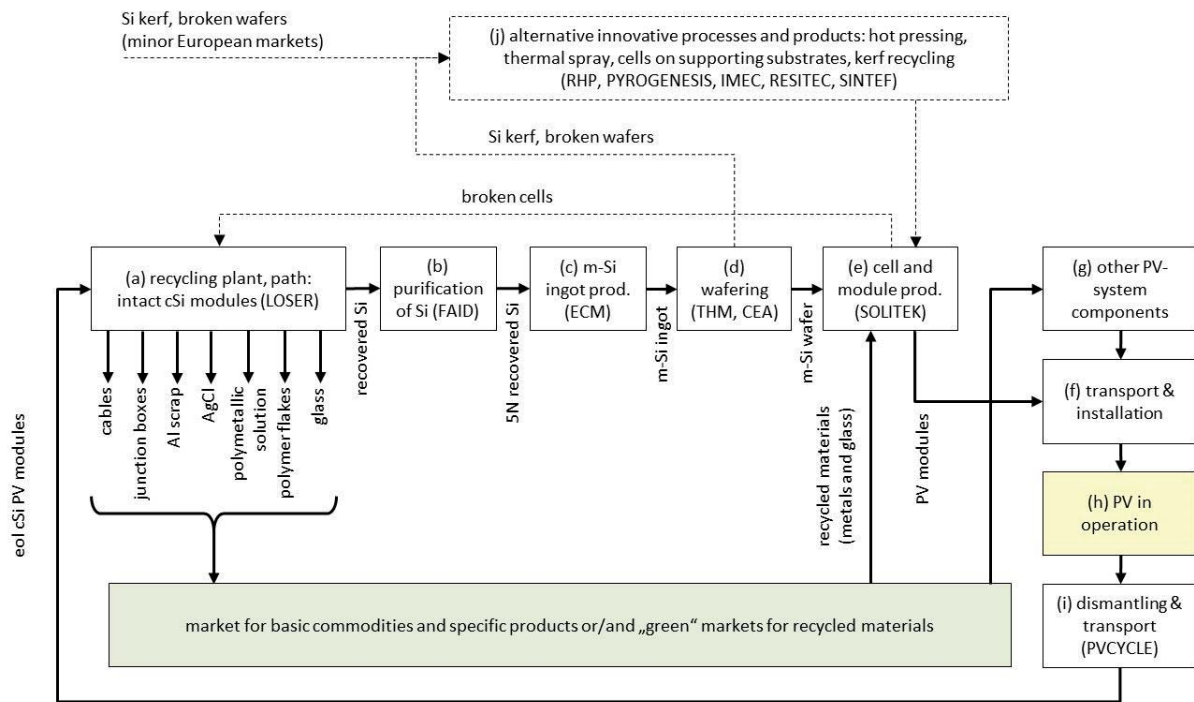 Si kerf, broken wafers
(minor European markets)
(j) alternative innovative processes and products: hot pressing,
thermal spray, cells on supporting substrates, kerf recycling
(RHP, PYROGENESIS, IMEC, RESITEC, SINTEF)
Si kerf, broken wafers
broken cells
(a) recycling plant, path:
intact cSi modules (LOSER)
recovered Si
(b)
purification
of Si (FAID)
5N recovered Si
(c) m-Si
ingot prod.
(ECM)
m-Si ingot
(d)
wafering
(THM, CEA)
m-Si wafer
(e) cell and
module prod.
(SOLITEK)
(g) other PV-
system
components
(f) transport &
installation
(h) PV in
operation
(i) dismantling &
transport
(PVCYCLE)
cables
junction boxes
Al scrap
AgCl
polymetallic
solution
polymer flakes
glass
recycled materials
(metals and glass)
PV modules
eol cSi PV modules
market for basic commodities and specific products or/and „green“ markets for recycled materials